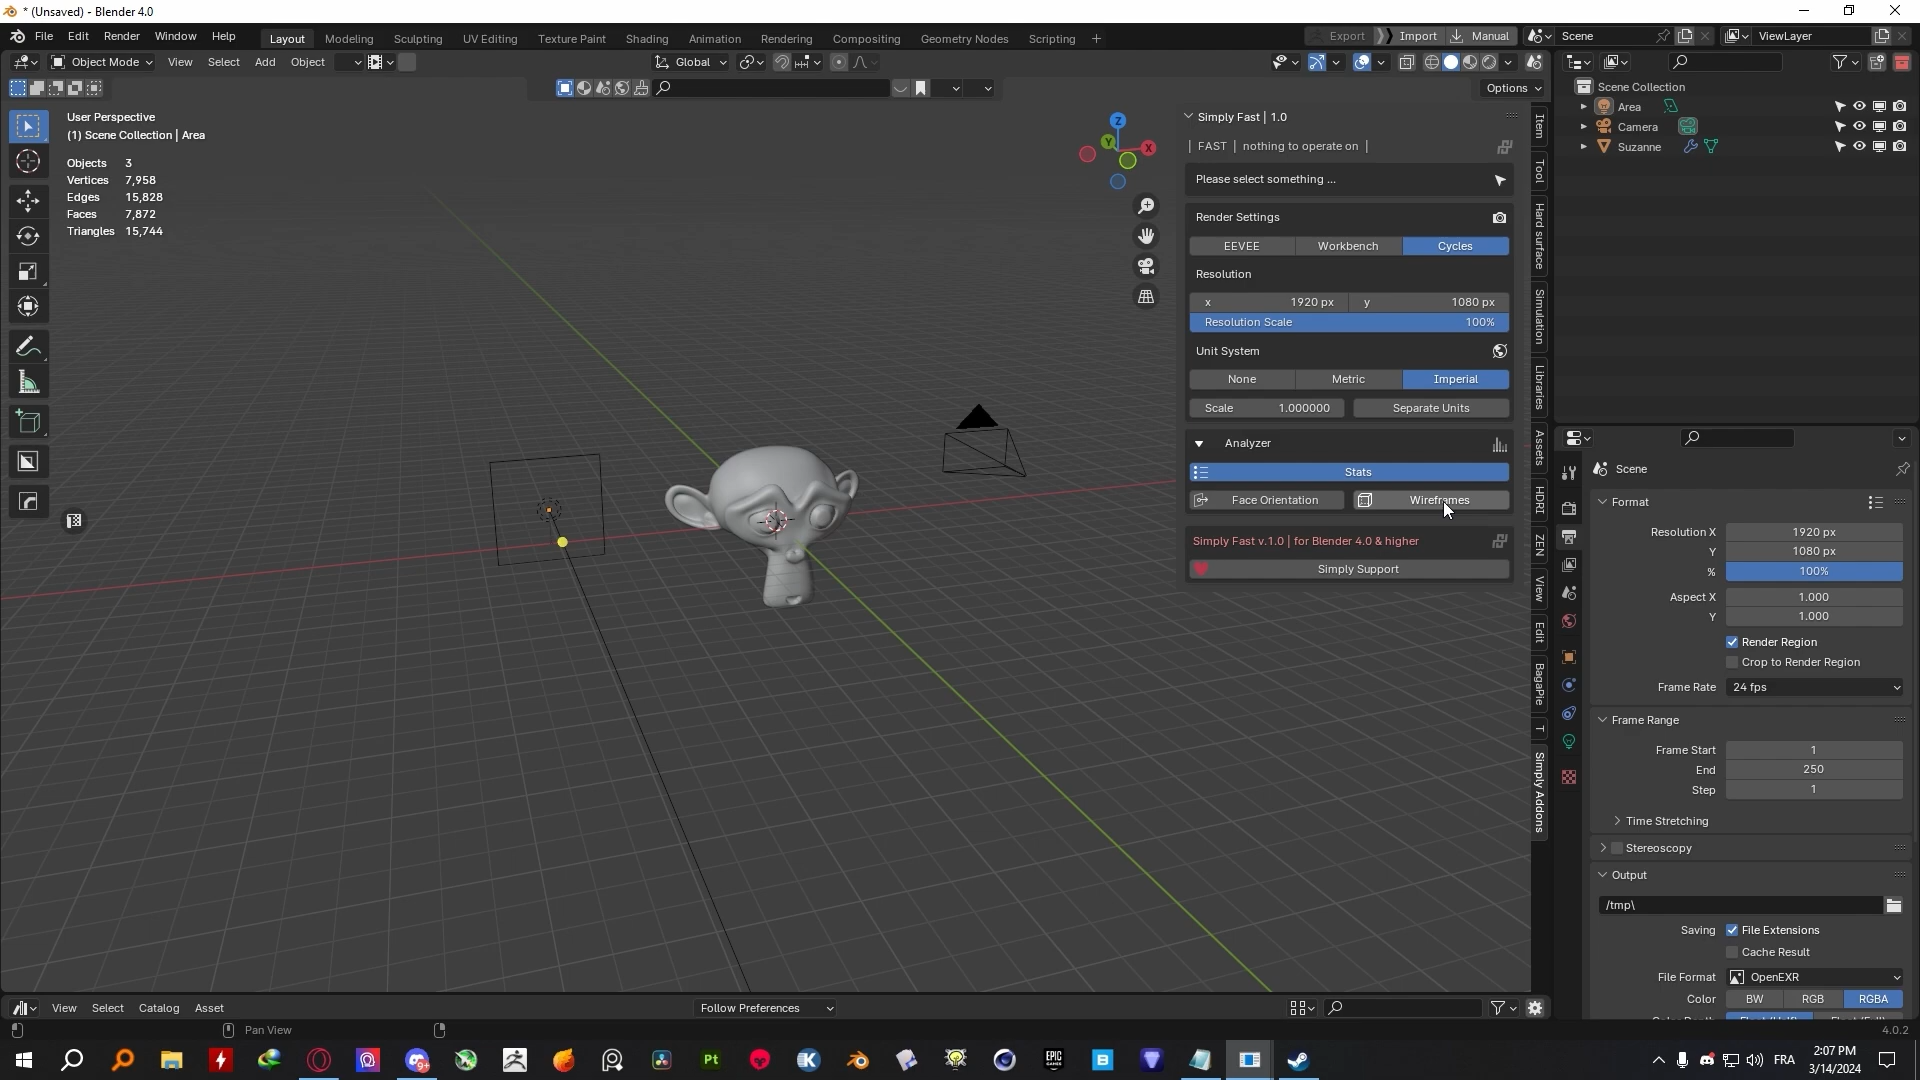 * (Unsaved) - Blender 4.0
File Edit Render Window Help
Layout Modeling Sculpting UV Editing Texture Paint Shading Animation Rendering Compositing Geometry Nodes Scripting +
Export Import Manual
Scene
ViewLayer
Object Mode View Select Add Object
Global
Options
User Perspective
(1) Scene Collection | Area
Objects 3
Vertices 7,958
Edges 15,828
Faces 7,872
Triangles 15,744
Z
Y
X
Simply Fast | 1.0
| FAST | nothing to operate on |
Please select something ...
Render Settings
EEVEE Workbench Cycles
Resolution
x 1920 px y 1080 px
Resolution Scale 100%
Unit System
None Metric Imperial
Scale 1.000000 Separate Units
Analyzer
Stats
Face Orientation Wireframes
Simply Fast v.1.0 | for Blender 4.0 & higher
Simply Support
Item
Tool
Hard surface
Simulation
Libraries
Assets
HDRI
ZEN
View
Edit
BagaPie
T
Simply Addons
Scene Collection
Area
Camera
Suzanne
Scene
Format
Resolution X 1920 px
Y 1080 px
% 100%
Aspect X 1.000
Y 1.000
Render Region
Crop to Render Region
Frame Rate 24 fps
Frame Range
Frame Start 1
End 250
Step 1
Time Stretching
Stereoscopy
Output
/tmp\
Saving File Extensions
Cache Result
File Format OpenEXR
Color BW RGB RGBA
Color Depth Float (Half) Float (Full)
View Select Catalog Asset
Follow Preferences
Pan View
4.0.2
9+
Pt
K
EPIC GAMES
B
FRA
2:07 PM
3/14/2024